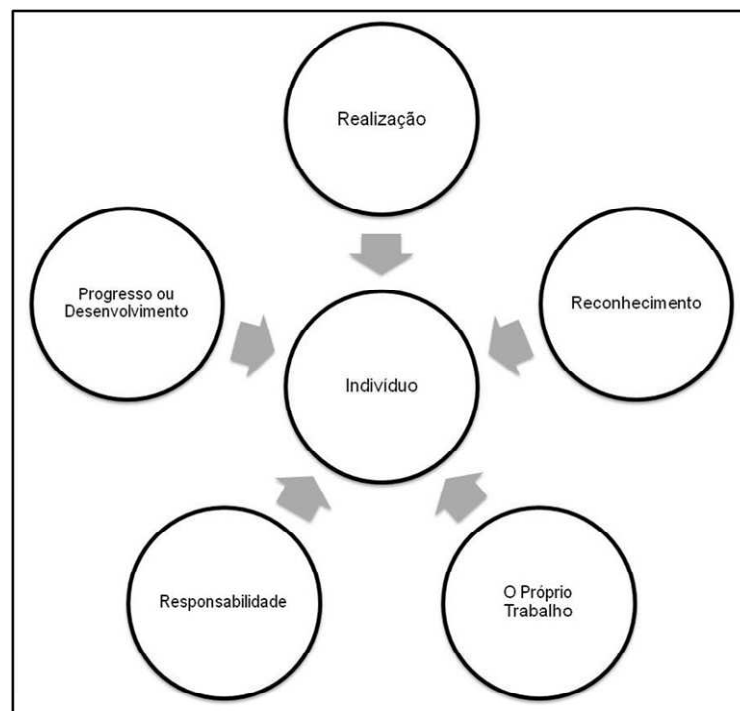 Realização
Progresso ou
Desenvolvimento
Reconhecimento
Indivíduo
Responsabilidade
O Próprio
Trabalho